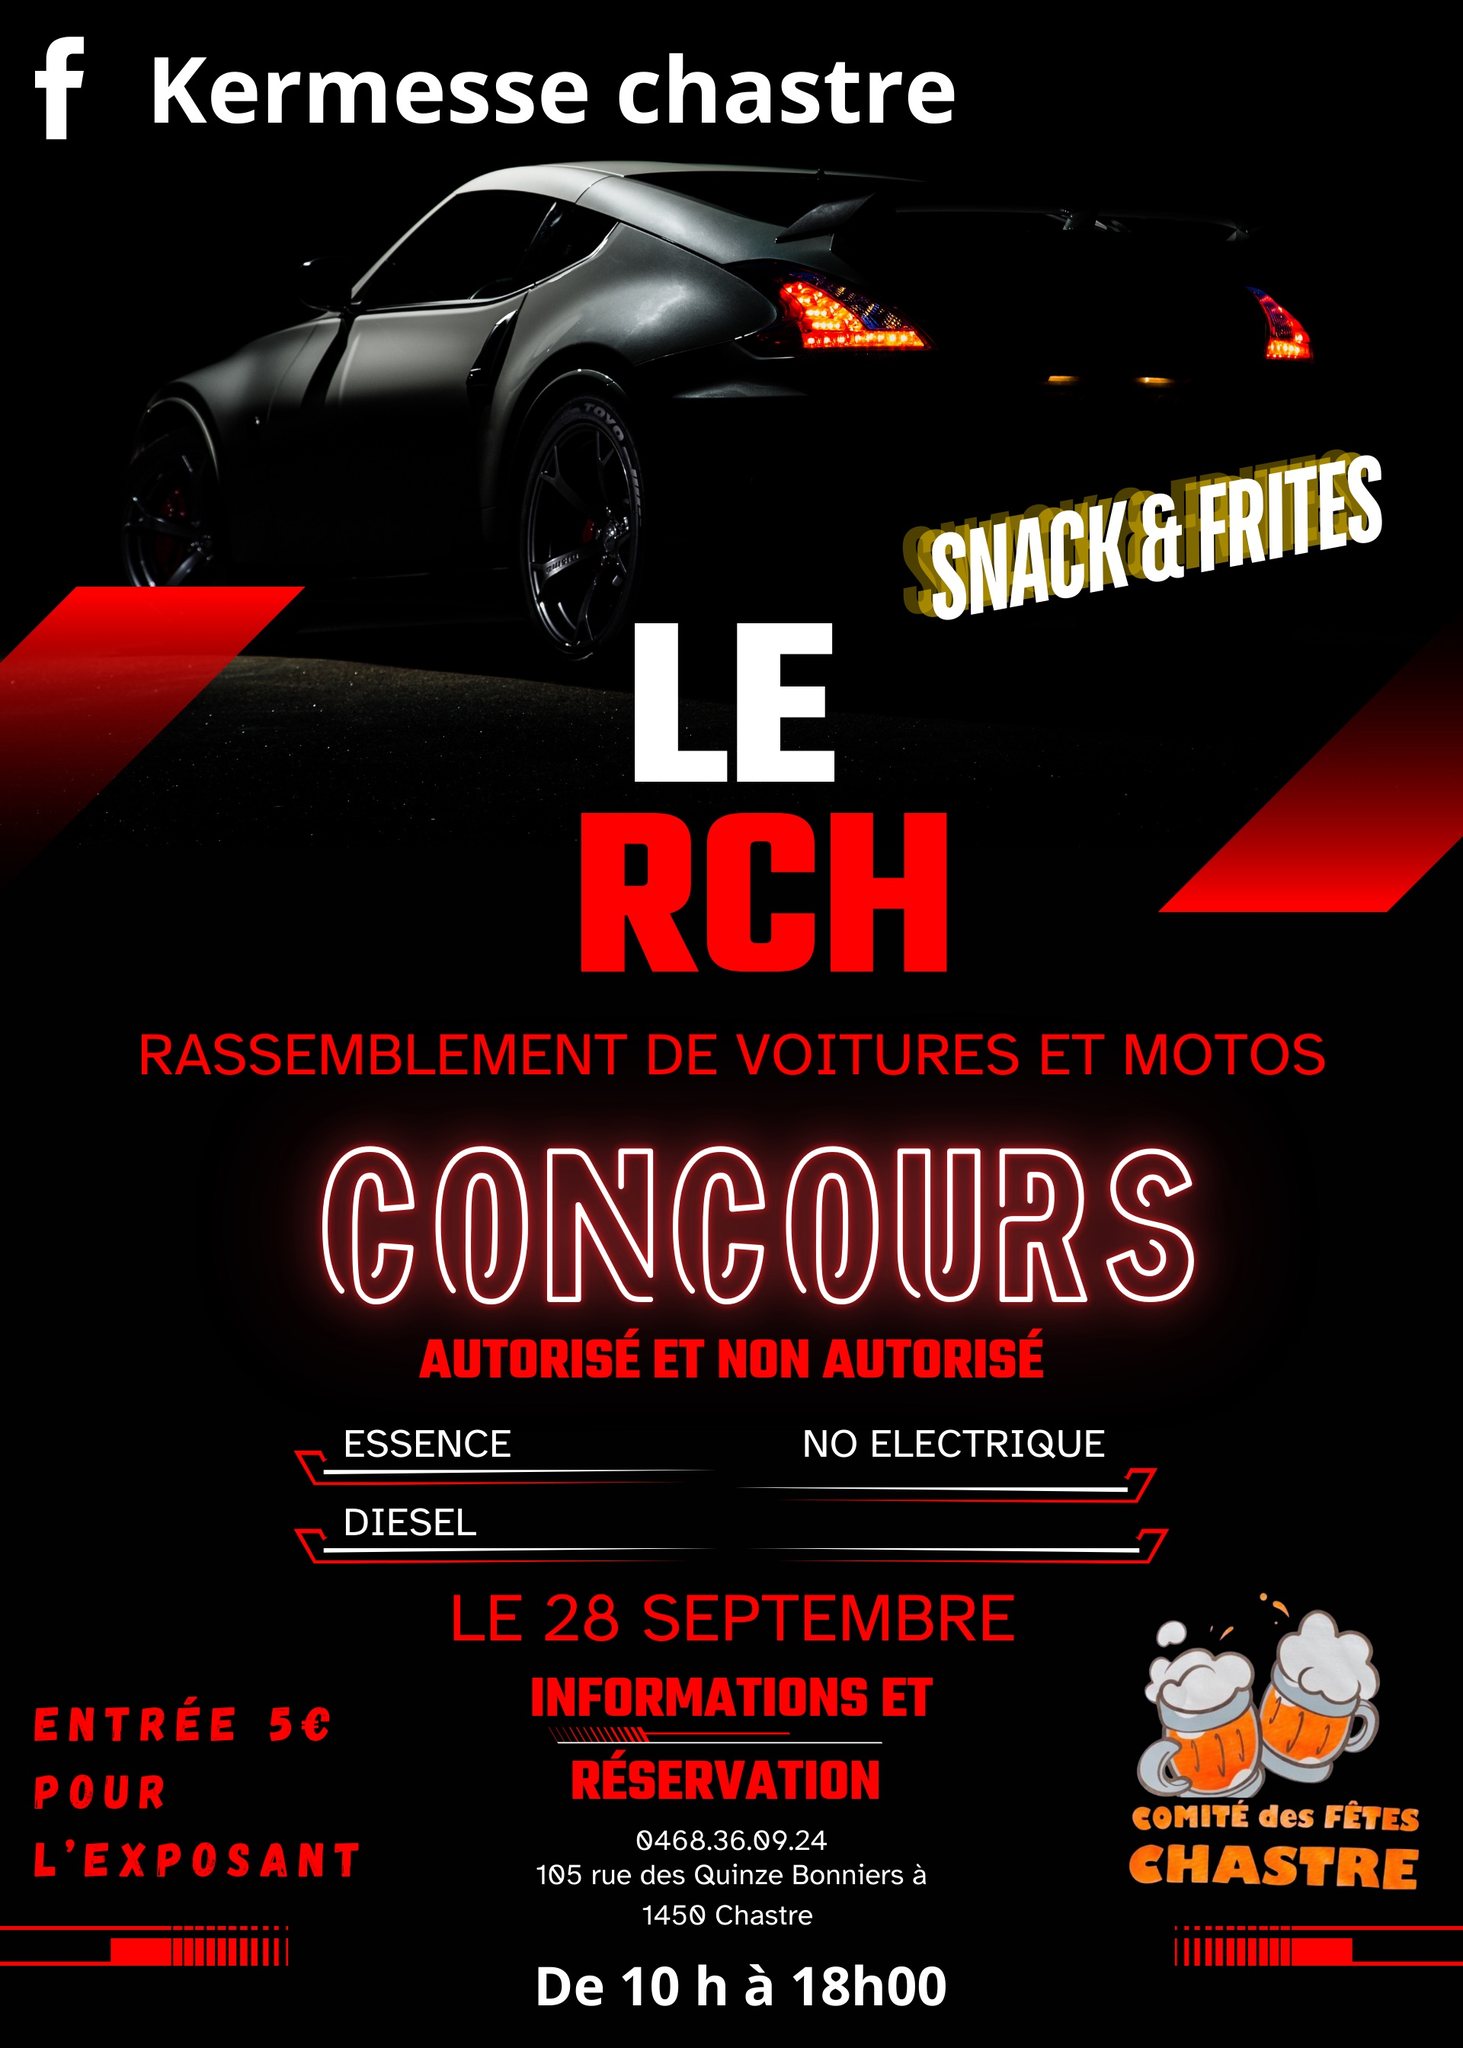 f Kermesse chastre
TOYO
SNACK & FRITES
LE
RCH
RASSEMBLEMENT DE VOITURES ET MOTOS
CONCOURS
AUTORISÉ ET NON AUTORISÉ
ESSENCE
NO ELECTRIQUE
DIESEL
LE 28 SEPTEMBRE
INFORMATIONS ET
RÉSERVATION
ENTRÉE 5€
POUR
L'EXPOSANT
0468.36.09.24
105 rue des Quinze Bonniers à
1450 Chastre
De 10 h à 18h00
COMITÉ des FÊTES
CHASTRE